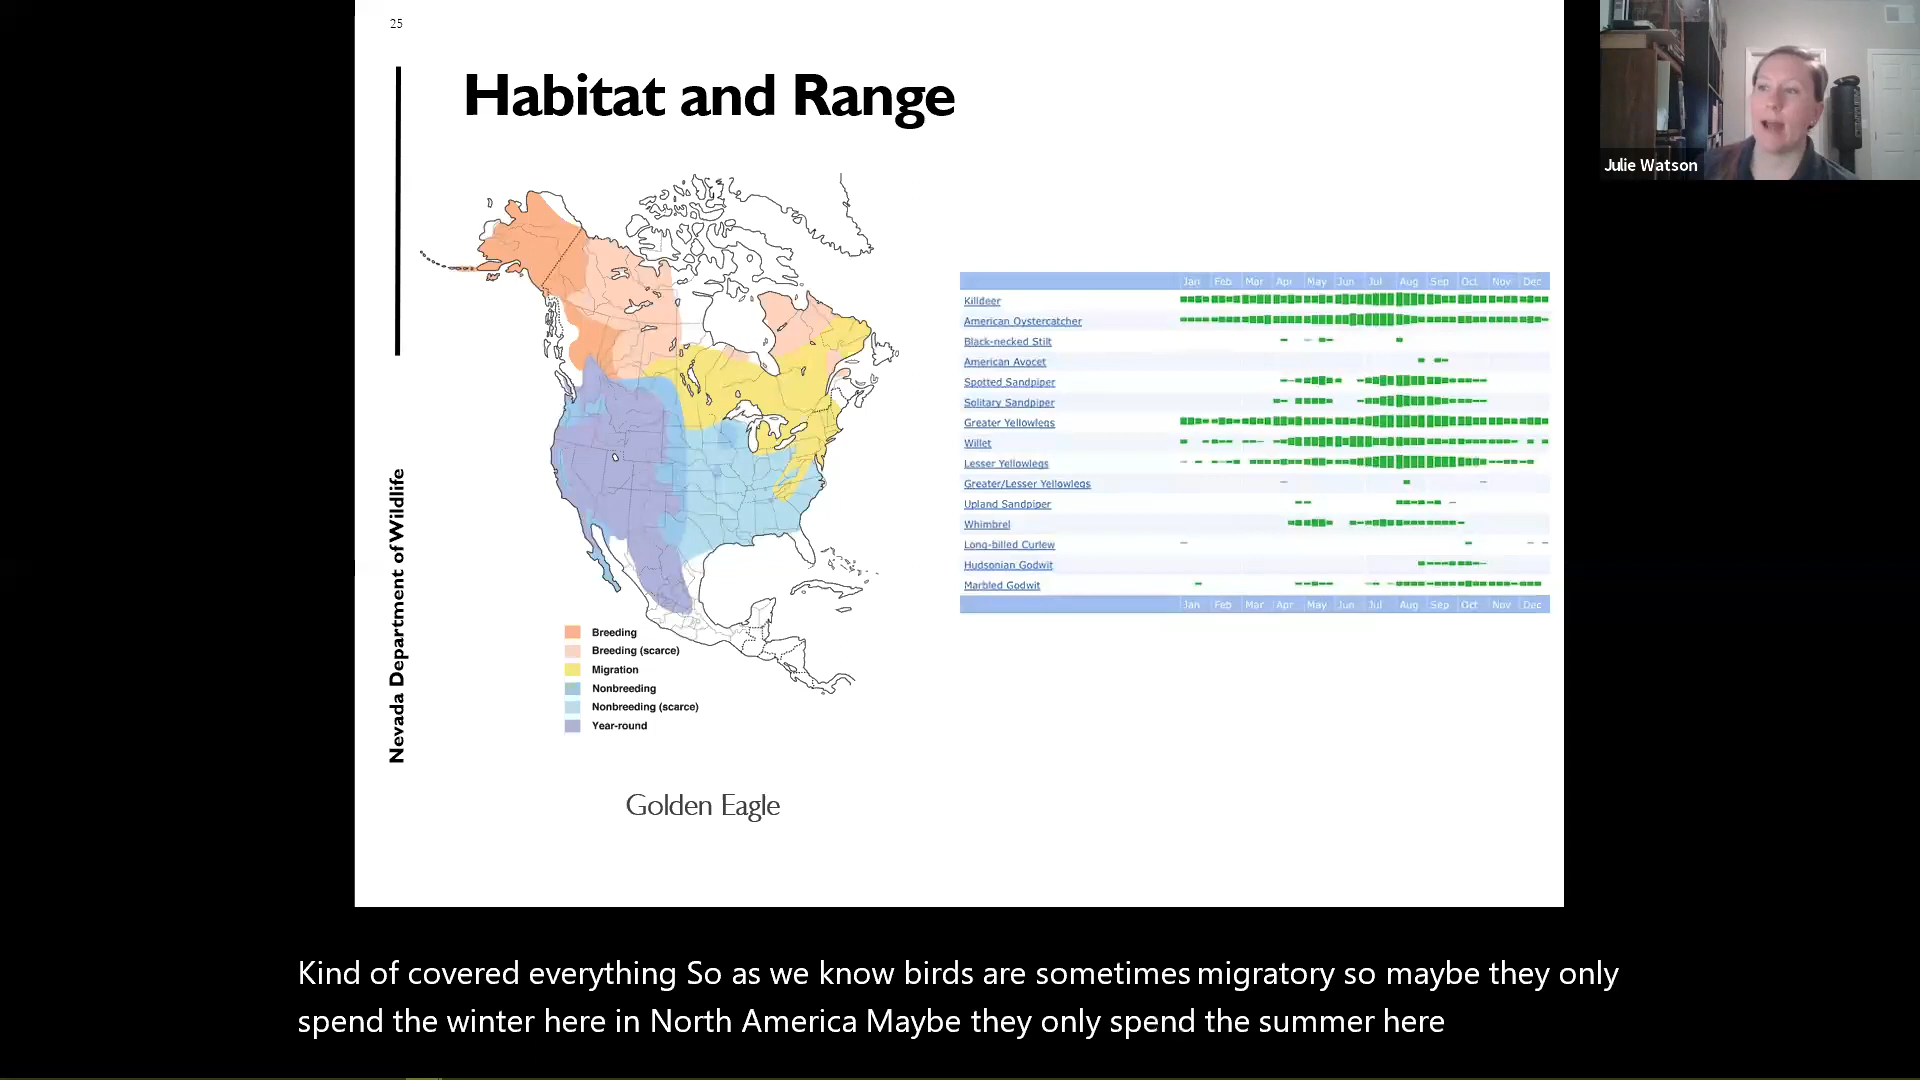 25
Habitat and Range
Nevada Department of Wildlife
Breeding
Breeding (scarce)
Migration
Nonbreeding
Nonbreeding (scarce)
Year-round
Golden Eagle
Jan Feb Mar Apr May Jun Jul Aug Sep Oct Nov Dec
Killdeer
American Oystercatcher
Black-necked Stilt
American Avocet
Spotted Sandpiper
Solitary Sandpiper
Greater Yellowlegs
Willet
Lesser Yellowlegs
Greater/Lesser Yellowlegs
Upland Sandpiper
Whimbrel
Long-billed Curlew
Hudsonian Godwit
Marbled Godwit
Jan Feb Mar Apr May Jun Jul Aug Sep Oct Nov Dec
Julie Watson
Kind of covered everything So as we know birds are sometimes migratory so maybe they only
spend the winter here in North America Maybe they only spend the summer here